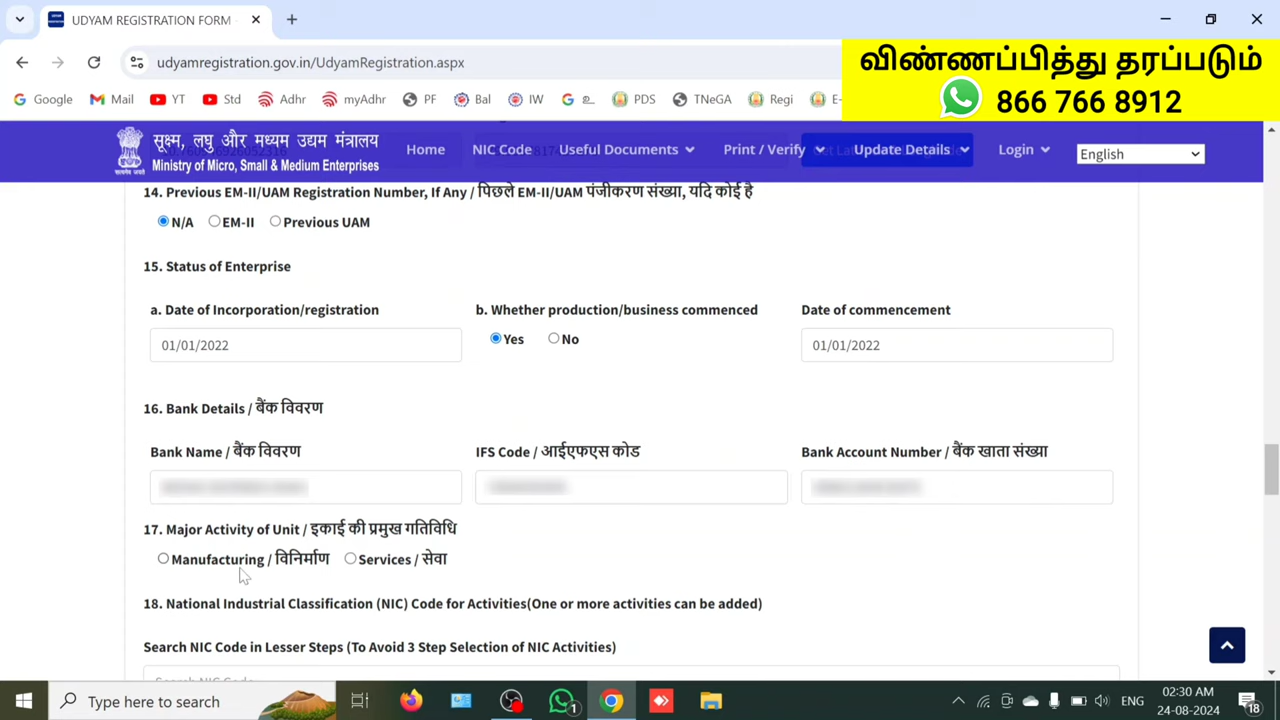 UDYAM REGISTRATION FORM
udyamregistration.gov.in/UdyamRegistration.aspx
விண்ணப்பித்து தரப்படும்
866 766 8912
Google
Mail
YT
Std
Adhr
myAdhr
PF
Bal
IW
உ...
PDS
TNeGA
Regi
E-
सूक्ष्म, लघु और मध्यम उद्यम मंत्रालय
Ministry of Micro, Small & Medium Enterprises
Home
NIC Code
Useful Documents
Print / Verify
Update Details
Login
English
14. Previous EM-II/UAM Registration Number, If Any / पिछले EM-II/UAM पंजीकरण संख्या, यदि कोई है
N/A EM-II Previous UAM
15. Status of Enterprise
a. Date of Incorporation/registration
b. Whether production/business commenced
Date of commencement
01/01/2022
Yes No
01/01/2022
16. Bank Details / बैंक विवरण
Bank Name / बैंक विवरण
IFS Code / आईएफएस कोड
Bank Account Number / बैंक खाता संख्या
17. Major Activity of Unit / इकाई की प्रमुख गतिविधि
Manufacturing / विनिर्माण Services / सेवा
18. National Industrial Classification (NIC) Code for Activities(One or more activities can be added)
Search NIC Code in Lesser Steps (To Avoid 3 Step Selection of NIC Activities)
Search NIC Code
Type here to search
1
ENG
02:30 AM
24-08-2024
18